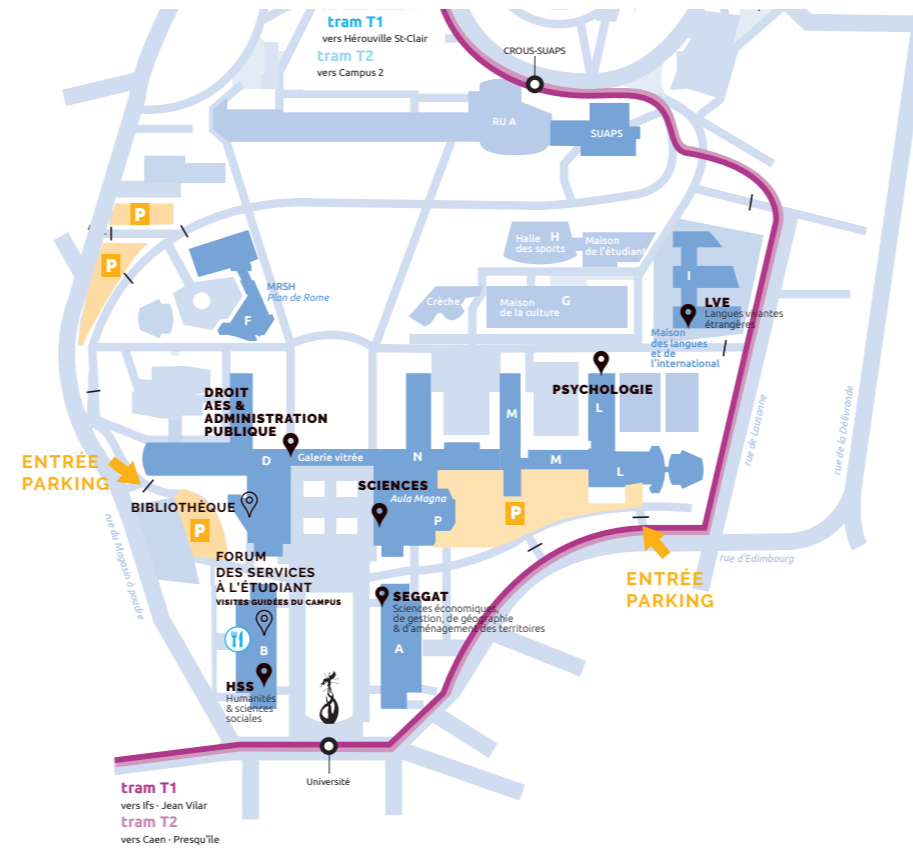 tram T1
vers Hérouville St-Clair
tram T2
vers Campus 2
CROUS-SUAPS
RU A
SUAPS
P
P
Halle H
des sports
Maison
de l'étudiant
MRSH
Plan de Rome
F
I
Crèche
Maison G
de la culture
LVE
Langues vivantes
étrangères
Maison
des langues
et de
l'international
PSYCHOLOGIE
DROIT
AES &
ADMINISTRATION
PUBLIQUE
M
L
rue de Lausanne
rue de la Délivrande
ENTRÉE
PARKING
D
Galerie vitrée
N
M
L
SCIENCES
Aula Magna
P
BIBLIOTHÈQUE
P
P
rue du Magasin à poudre
FORUM
DES SERVICES
À L'ÉTUDIANT
VISITES GUIDÉES DU CAMPUS
rue d'Edimbourg
ENTRÉE
PARKING
SEGGAT
Sciences économiques,
de gestion, de géographie
& d'aménagement des territoires
B
A
HSS
Humanités
& sciences
sociales
Université
tram T1
vers Ifs - Jean Vilar
tram T2
vers Caen - Presqu'île